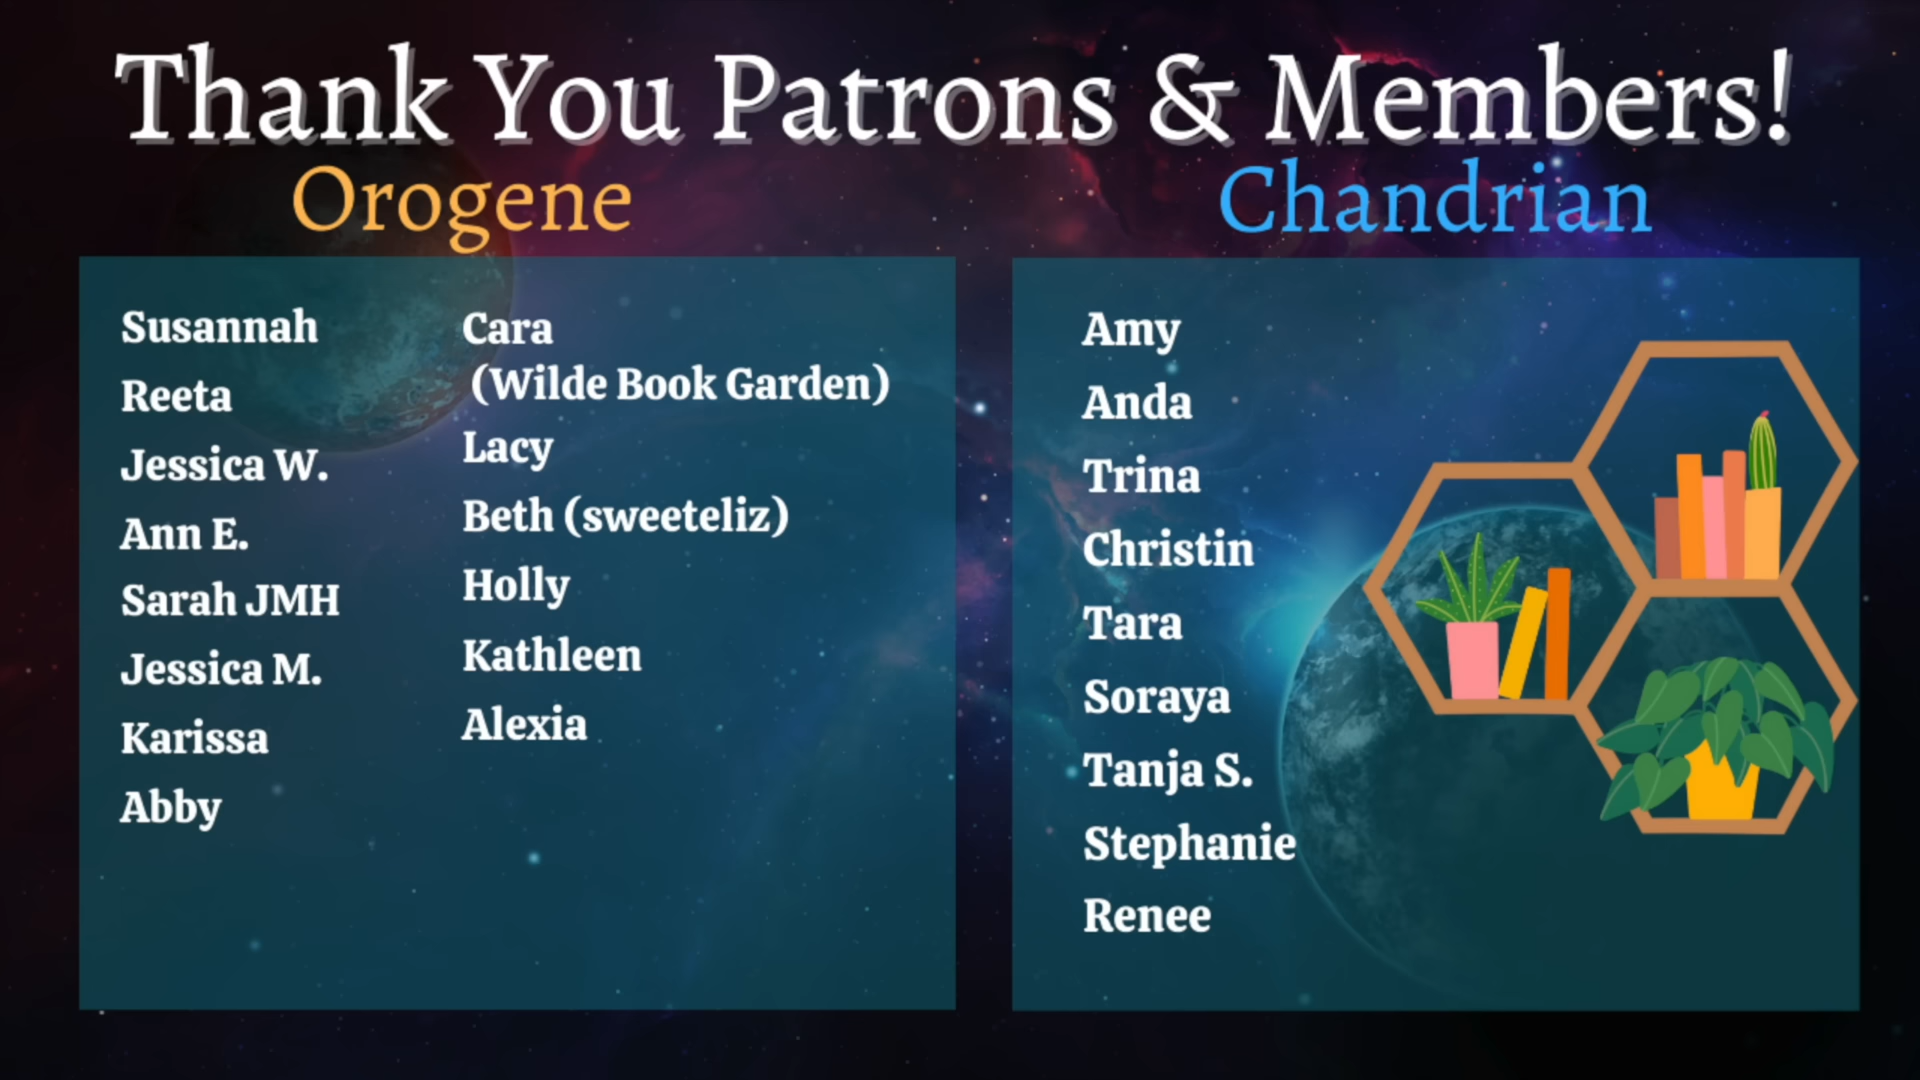 Thank You Patrons & Members!
Orogene
Susannah
Reeta
Jessica W.
Ann E.
Sarah JMH
Jessica M.
Karissa
Abby
Cara
(Wilde Book Garden)
Lacy
Beth (sweeteliz)
Holly
Kathleen
Alexia
Chandrian
Amy
Anda
Trina
Christin
Tara
Soraya
Tanja S.
Stephanie
Renee